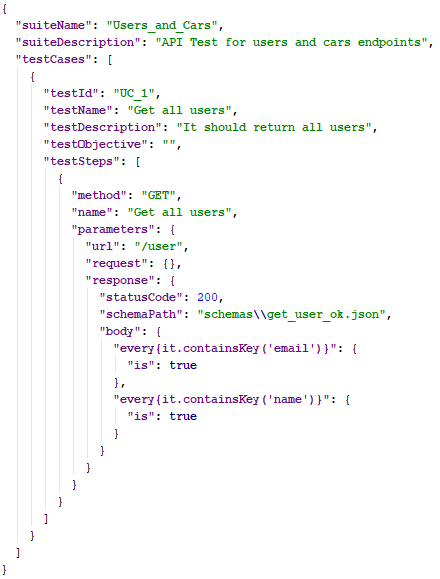 {
  "suiteName": "Users_and_Cars",
  "suiteDescription": "API Test for users and cars endpoints",
  "testCases": [
    {
      "testId": "UC_1",
      "testName": "Get all users",
      "testDescription": "It should return all users",
      "testObjective": "",
      "testSteps": [
        {
          "method": "GET",
          "name": "Get all users",
          "parameters": {
            "url": "/user",
            "request": {},
            "response": {
              "statusCode": 200,
              "schemaPath": "schemas\\get_user_ok.json",
              "body": {
                "every{it.containsKey('email')}": {
                  "is": true
                },
                "every{it.containsKey('name')}": {
                  "is": true
                }
              }
            }
          }
        }
      ]
    }
  ]
}